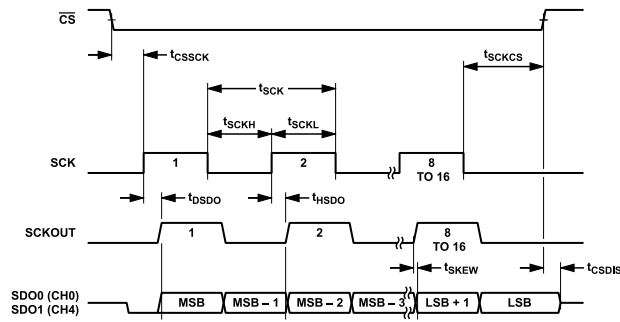 CS
tCSSCK
tSCKCS
tSCK
tSCKH
tSCKL
SCK
1
2
8
TO 16
tDSDO
tHSDO
SCKOUT
1
2
8
TO 16
tSKEW
tCSDIS
SDO0 (CH0)
SDO1 (CH4)
MSB
MSB – 1
MSB – 2
MSB – 3
LSB + 1
LSB